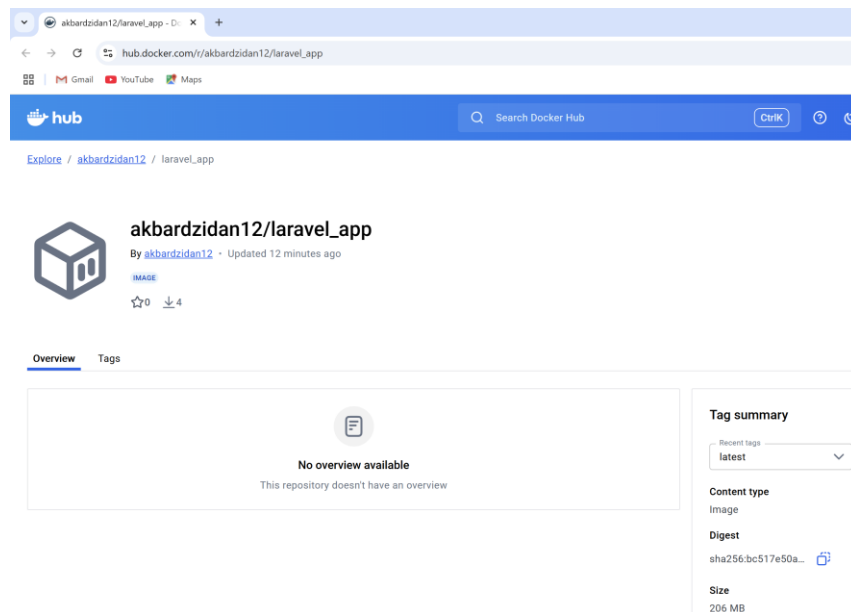 akbardzidan12/laravel_app - Do
hub.docker.com/r/akbardzidan12/laravel_app
Gmail YouTube Maps
hub Search Docker Hub CtrlK
Explore / akbardzidan12 / laravel_app
akbardzidan12/laravel_app
By akbardzidan12 • Updated 12 minutes ago
IMAGE
0 4
Overview Tags
No overview available
This repository doesn't have an overview
Tag summary
Recent tags
latest
Content type
Image
Digest
sha256:bc517e50a...
Size
206 MB